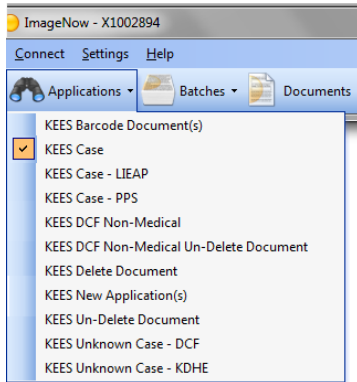 ImageNow - X1002894
Connect Settings Help
Applications Batches Documents
KEES Barcode Document(s)
KEES Case
KEES Case - LIEAP
KEES Case - PPS
KEES DCF Non-Medical
KEES DCF Non-Medical Un-Delete Document
KEES Delete Document
KEES New Application(s)
KEES Un-Delete Document
KEES Unknown Case - DCF
KEES Unknown Case - KDHE